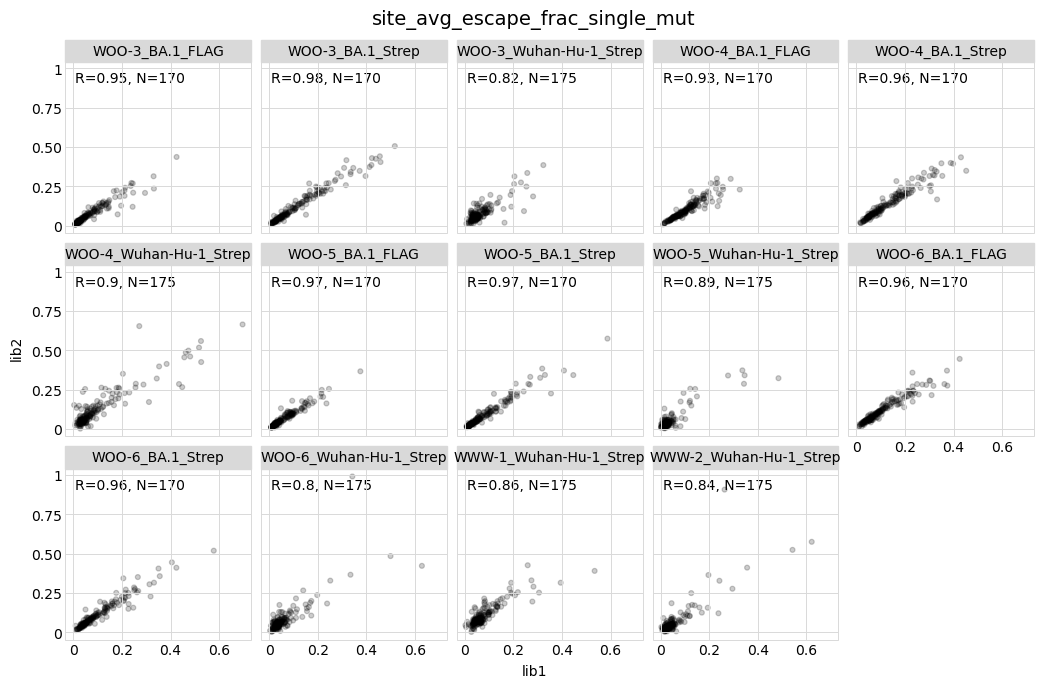 site_avg_escape_frac_single_mut
WOO-3_BA.1_FLAG WOO-3_BA.1_Strep WOO-3_Wuhan-Hu-1_Strep WOO-4_BA.1_FLAG WOO-4_BA.1_Strep
1
R=0.95, N=170 R=0.98, N=170 R=0.82, N=175 R=0.93, N=170 R=0.96, N=170
0.75
0.50
0.25
0
WOO-4_Wuhan-Hu-1_Strep WOO-5_BA.1_FLAG WOO-5_BA.1_Strep WOO-5_Wuhan-Hu-1_Strep WOO-6_BA.1_FLAG
1
R=0.9, N=175 R=0.97, N=170 R=0.97, N=170 R=0.89, N=175 R=0.96, N=170
0.75
lib2
0.50
0.25
0
0 0.2 0.4 0.6
WOO-6_BA.1_Strep WOO-6_Wuhan-Hu-1_Strep WWW-1_Wuhan-Hu-1_Strep WWW-2_Wuhan-Hu-1_Strep
1
R=0.96, N=170 R=0.8, N=175 R=0.86, N=175 R=0.84, N=175
0.75
0.50
0.25
0
0 0.2 0.4 0.6 0 0.2 0.4 0.6 0 0.2 0.4 0.6 0 0.2 0.4 0.6
lib1